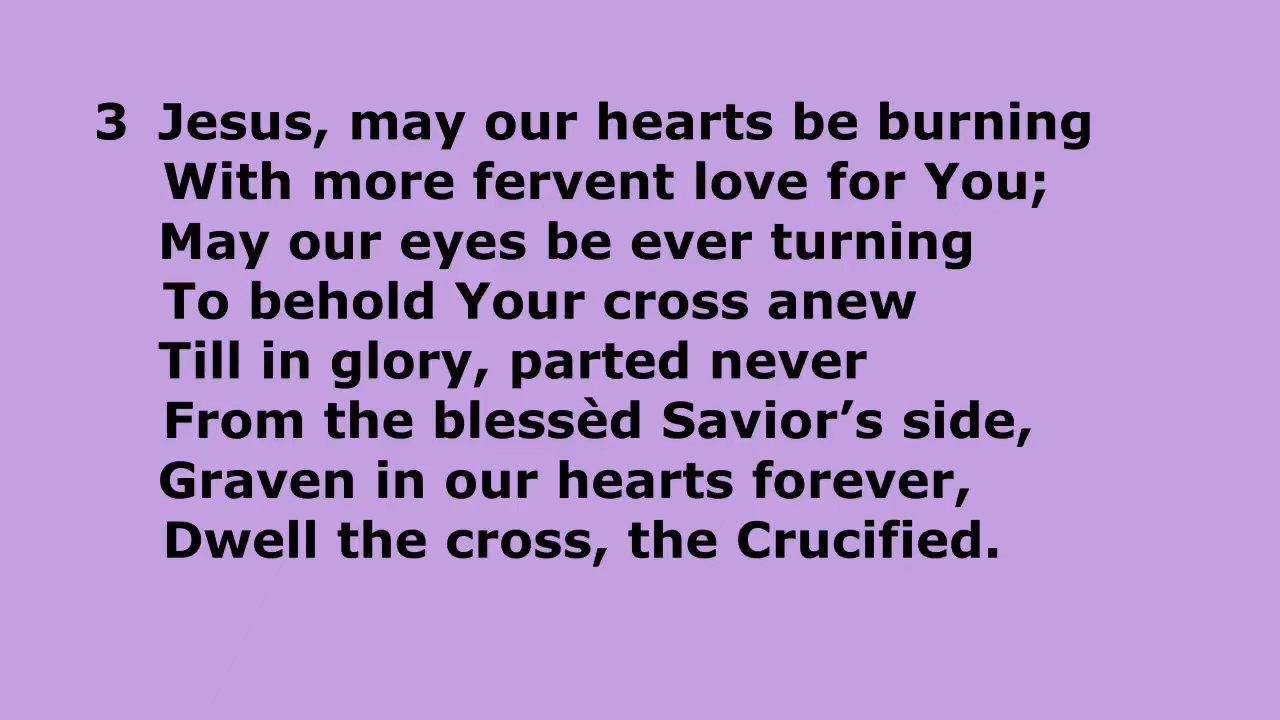 3 Jesus, may our hearts be burning
With more fervent love for You;
May our eyes be ever turning
To behold Your cross anew
Till in glory, parted never
From the blessèd Savior’s side,
Graven in our hearts forever,
Dwell the cross, the Crucified.